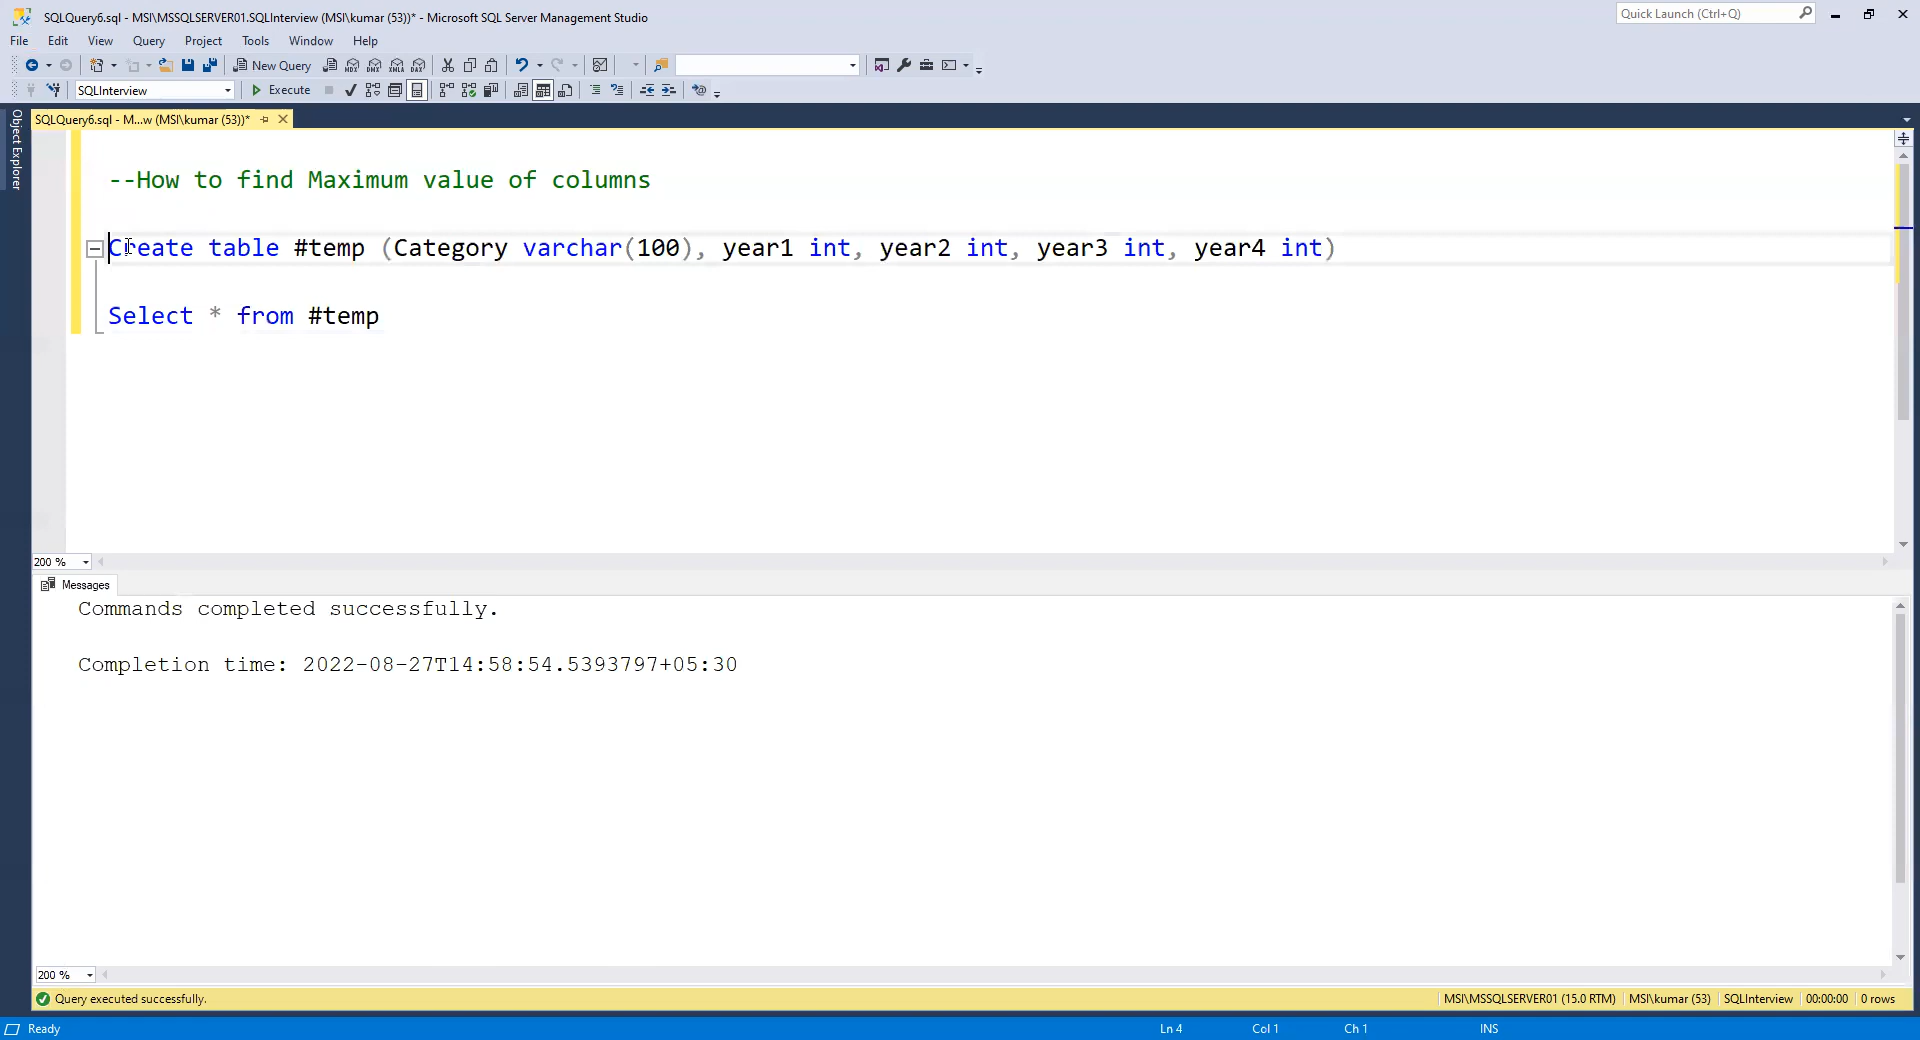 SQLQuery6.sql - MSI\MSSQLSERVER01.SQLInterview (MSI\kumar (53))* - Microsoft SQL Server Management Studio
Quick Launch (Ctrl+Q)
File Edit View Query Project Tools Window Help
New Query
SQLInterview
Execute
SQLQuery6.sql - M...w (MSI\kumar (53))*
Object Explorer
--How to find Maximum value of columns
Create table #temp (Category varchar(100), year1 int, year2 int, year3 int, year4 int)
Select * from #temp
200 %
Messages
Commands completed successfully.
Completion time: 2022-08-27T14:58:54.5393797+05:30
200 %
Query executed successfully.
MSI\MSSQLSERVER01 (15.0 RTM) MSI\kumar (53) SQLInterview 00:00:00 0 rows
Ready
Ln 4 Col 1 Ch 1 INS